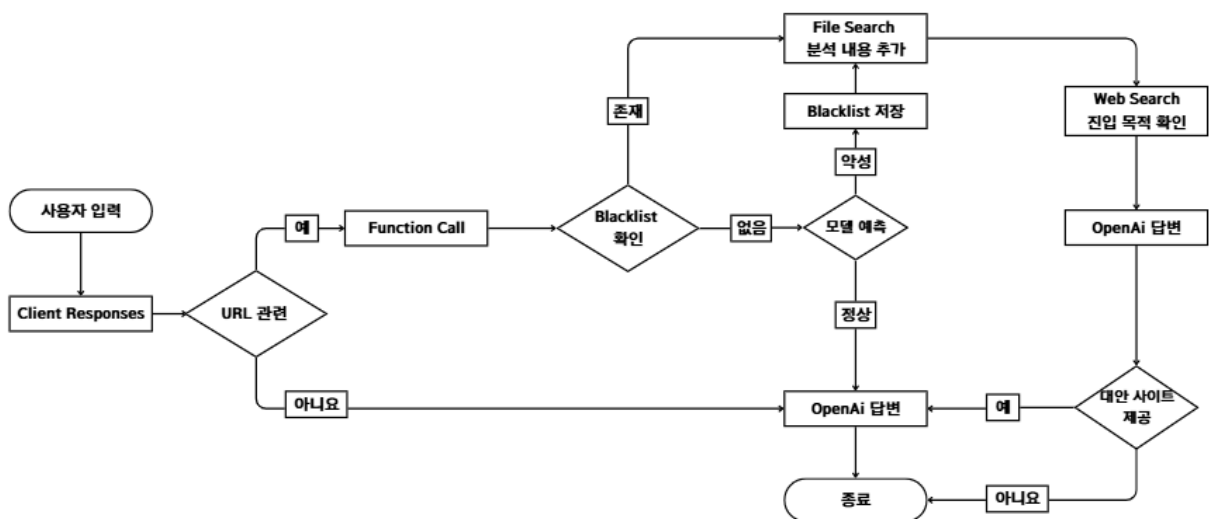 File Search
분석 내용 추가
존재
Blacklist 저장
Web Search
진입 목적 확인
악성
사용자 입력
예
Function Call
Blacklist
확인
없음
모델 예측
OpenAi 답변
Client Responses
URL 관련
정상
아니요
OpenAi 답변
예
대안 사이트
제공
종료
아니요